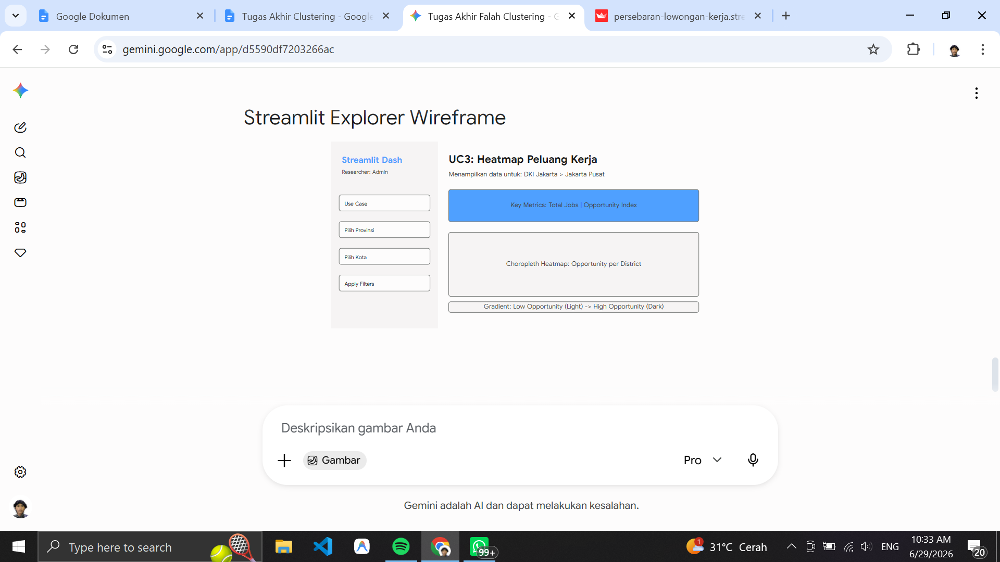 Google Dokumen
Tugas Akhir Clustering - Google
Tugas Akhir Falah Clustering - G
persebaran-lowongan-kerja.stre
gemini.google.com/app/d5590df7203266ac
Streamlit Explorer Wireframe
Streamlit Dash
Researcher: Admin
Use Case
Pilih Provinsi
Pilih Kota
Apply Filters
UC3: Heatmap Peluang Kerja
Menampilkan data untuk: DKI Jakarta > Jakarta Pusat
Key Metrics: Total Jobs | Opportunity Index
Choropleth Heatmap: Opportunity per District
Gradient: Low Opportunity (Light) -> High Opportunity (Dark)
Deskripsikan gambar Anda
Gambar
Pro
Gemini adalah AI dan dapat melakukan kesalahan.
Type here to search
99+
1
31°C Cerah
ENG
10:33 AM
6/29/2026
20